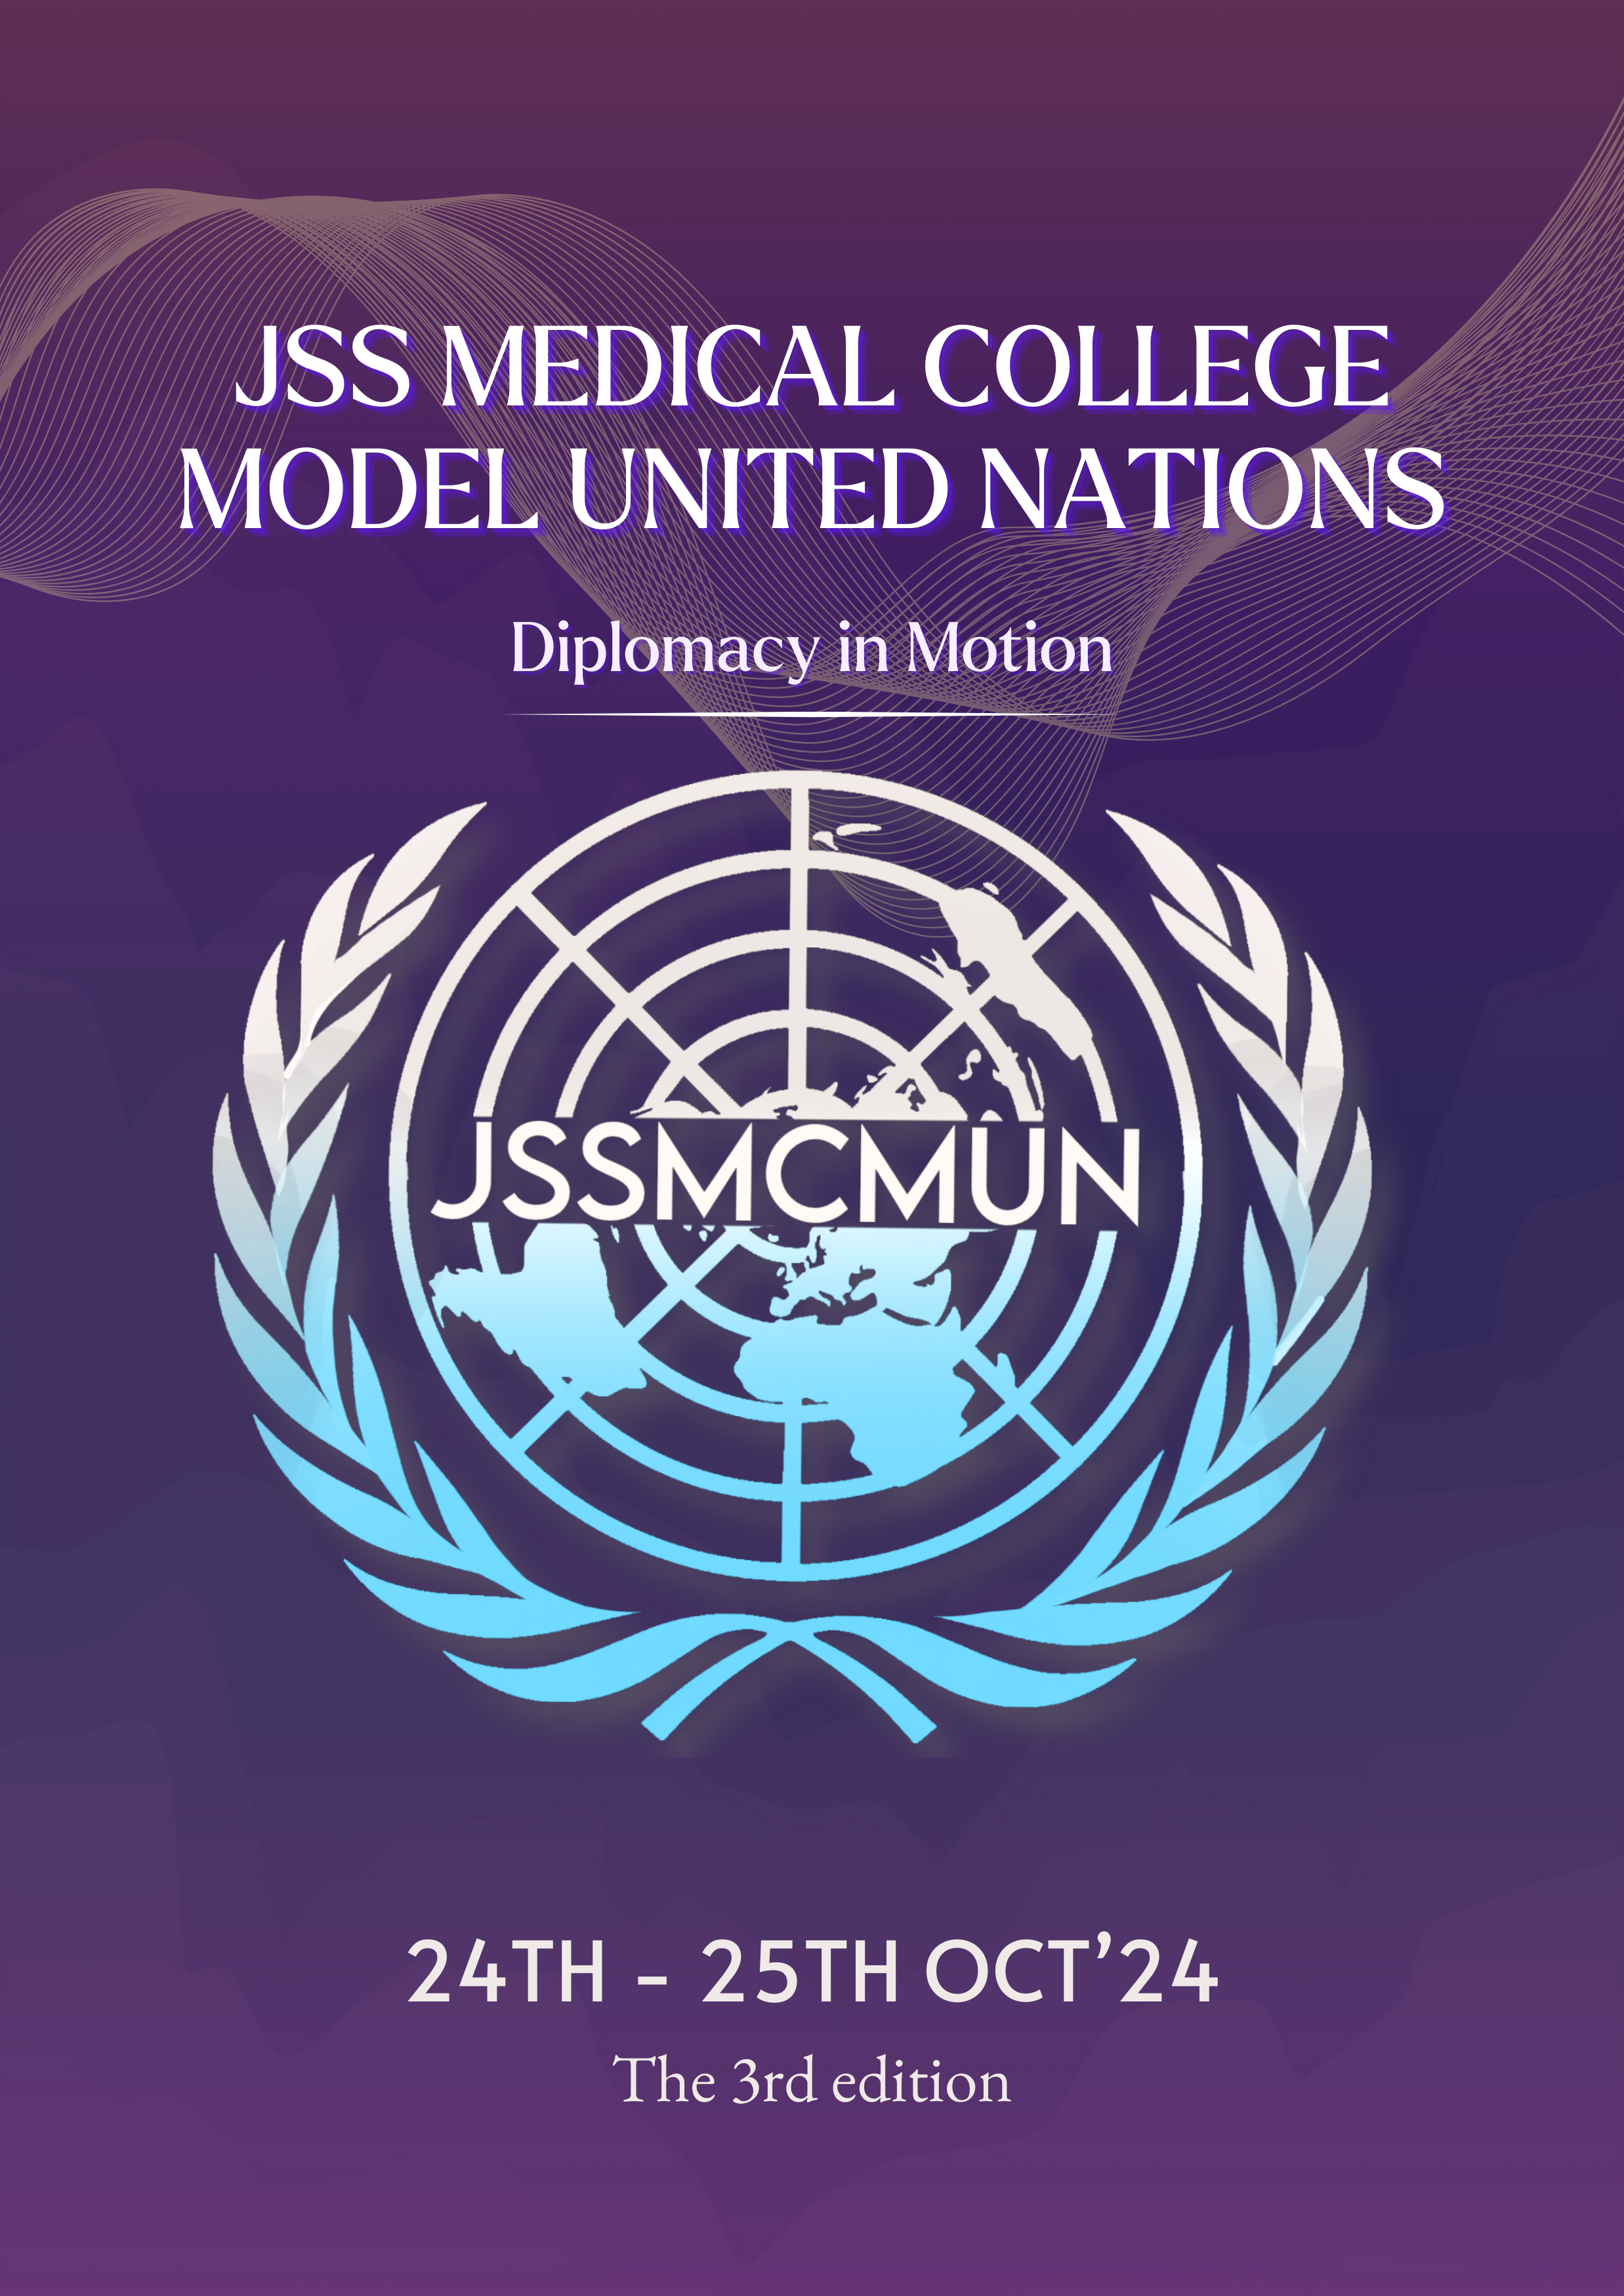 JSS MEDICAL COLLEGE
MODEL UNITED NATIONS
Diplomacy in Motion
JSSMCMUN
24TH - 25TH OCT’24
The 3rd edition